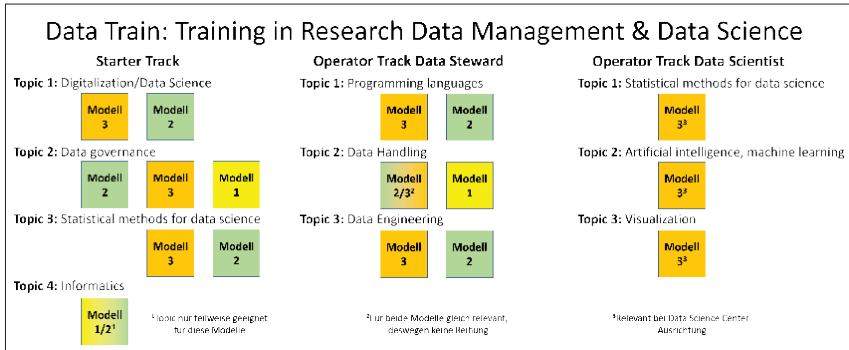 Data Train: Training in Research Data Management & Data Science
Starter Track
Topic 1: Digitalization/Data Science
Modell
3
Modell
2
Topic 2: Data governance
Modell
2
Modell
3
Modell
1
Topic 3: Statistical methods for data science
Modell
3
Modell
2
Topic 4: Informatics
Modell
1/2¹
¹Topic nur teilweise geeignet
für diese Modelle
Operator Track Data Steward
Topic 1: Programming languages
Modell
3
Modell
2
Topic 2: Data Handling
Modell
2/3²
Modell
1
Topic 3: Data Engineering
Modell
3
Modell
2
²Für beide Modelle gleich relevant,
deswegen keine Reihung
Operator Track Data Scientist
Topic 1: Statistical methods for data science
Modell
3³
Topic 2: Artificial intelligence, machine learning
Modell
3³
Topic 3: Visualization
Modell
3³
³Relevant bei Data Science Center
Ausrichtung